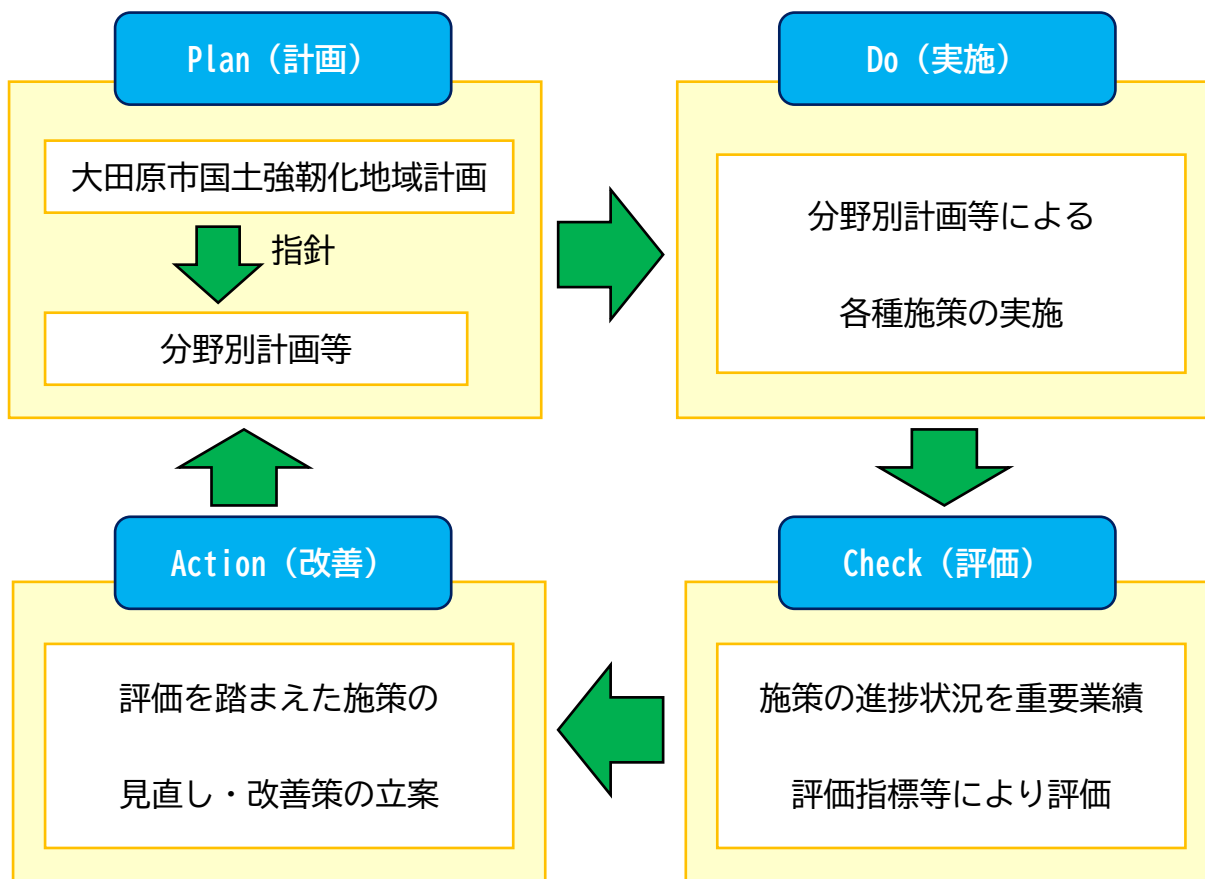 Plan（計画）
大田原市国土強靭化地域計画
指針
分野別計画等
Do（実施）
分野別計画等による
各種施策の実施
Check（評価）
施策の進捗状況を重要業績
評価指標等により評価
Action（改善）
評価を踏まえた施策の
見直し・改善策の立案